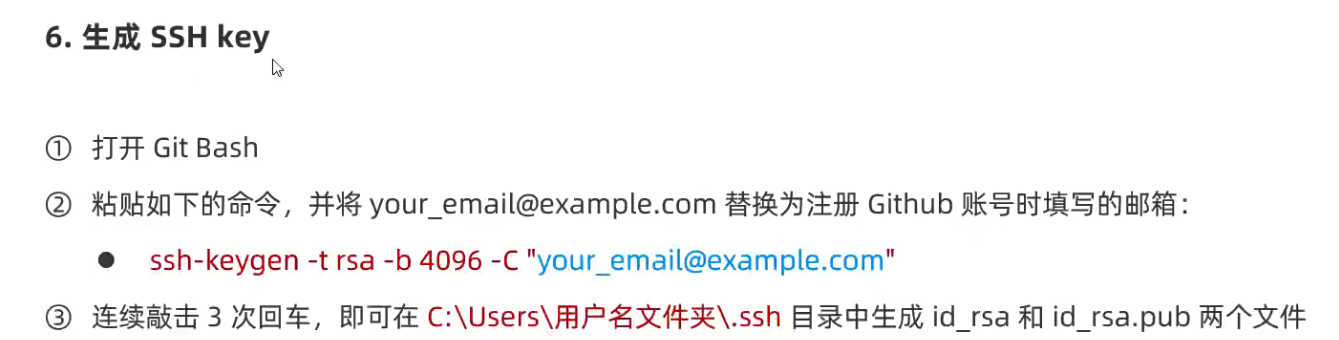 6. 生成 SSH key
① 打开 Git Bash
② 粘贴如下的命令，并将 your_email@example.com 替换为注册 Github 账号时填写的邮箱：
● ssh-keygen -t rsa -b 4096 -C "your_email@example.com"
③ 连续敲击 3 次回车，即可在 C:\Users\用户名文件夹\.ssh 目录中生成 id_rsa 和 id_rsa.pub 两个文件